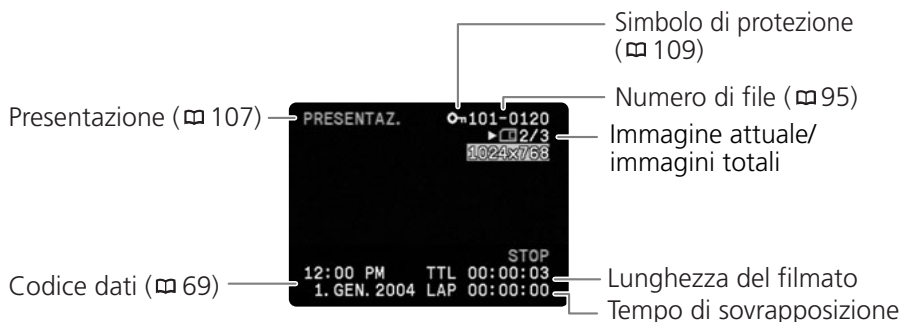 Simbolo di protezione
(109)
Presentazione (107)
Numero di file (95)
Immagine attuale/
immagini totali
PRESENTAZ.
101-0120
2/3
1024x768
STOP
12:00 PM TTL 00:00:03
1. GEN. 2004 LAP 00:00:00
Codice dati (69)
Lunghezza del filmato
Tempo di sovrapposizione